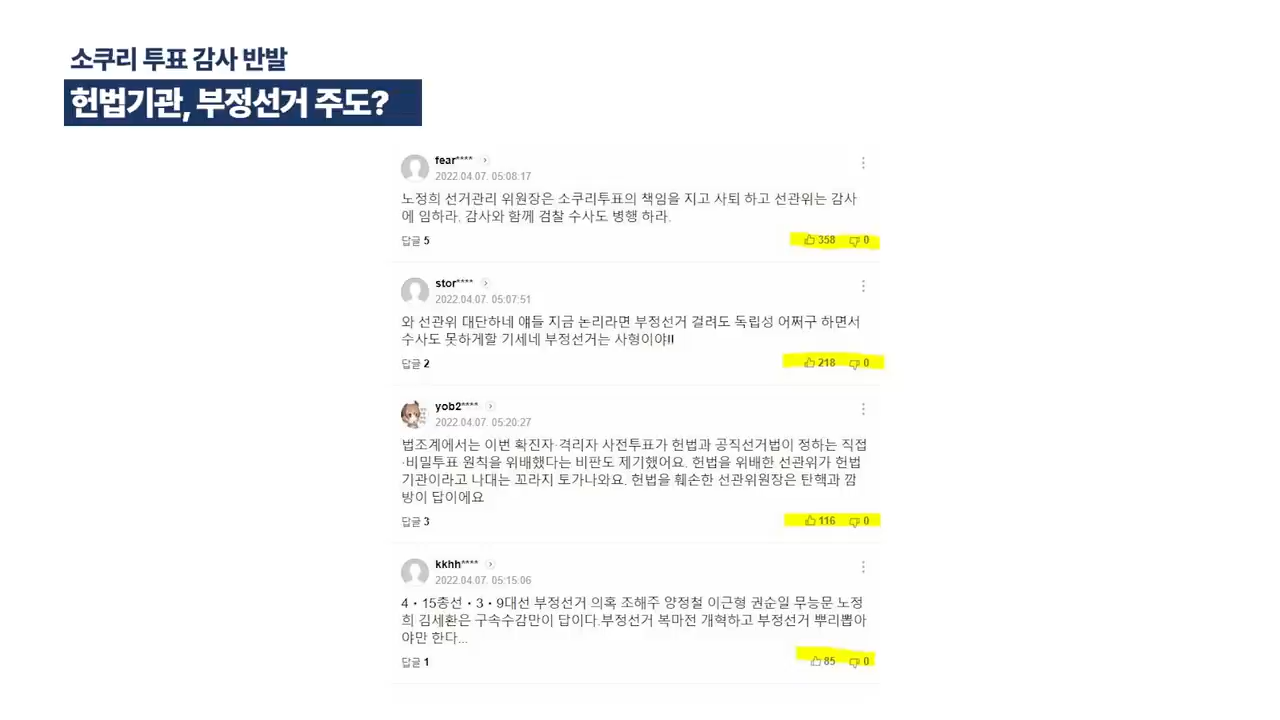 소쿠리 투표 감사 반발
헌법기관, 부정선거 주도?
fear****
2022.04.07. 05:08:17
노정희 선거관리 위원장은 소쿠리투표의 책임을 지고 사퇴 하고 선관위는 감사
에 임하라. 감사와 함께 검찰 수사도 병행 하라.
답글 5
358 0
stor****
2022.04.07. 05:07:51
와 선관위 대단하네 얘들 지금 논리라면 부정선거 걸려도 독립성 어쩌구 하면서
수사도 못하게할 기세네 부정선거는 사형이야!!
답글 2
218 0
yob2****
2022.04.07. 05:20:27
법조계에서는 이번 확진자·격리자 사전투표가 헌법과 공직선거법이 정하는 직접
·비밀투표 원칙을 위배했다는 비판도 제기했어요. 헌법을 위배한 선관위가 헌법
기관이라고 나대는 꼬라지 토가나와요. 헌법을 훼손한 선관위원장은 탄핵과 깜
방이 답이에요
답글 3
116 0
kkhh****
2022.04.07. 05:15:06
4・15총선・3・9대선 부정선거 의혹 조해주 양정철 이근형 권순일 무능문 노정
희 김세환은 구속수감만이 답이다.부정선거 복마전 개혁하고 부정선거 뿌리뽑아
야만 한다...
답글 1
85 0